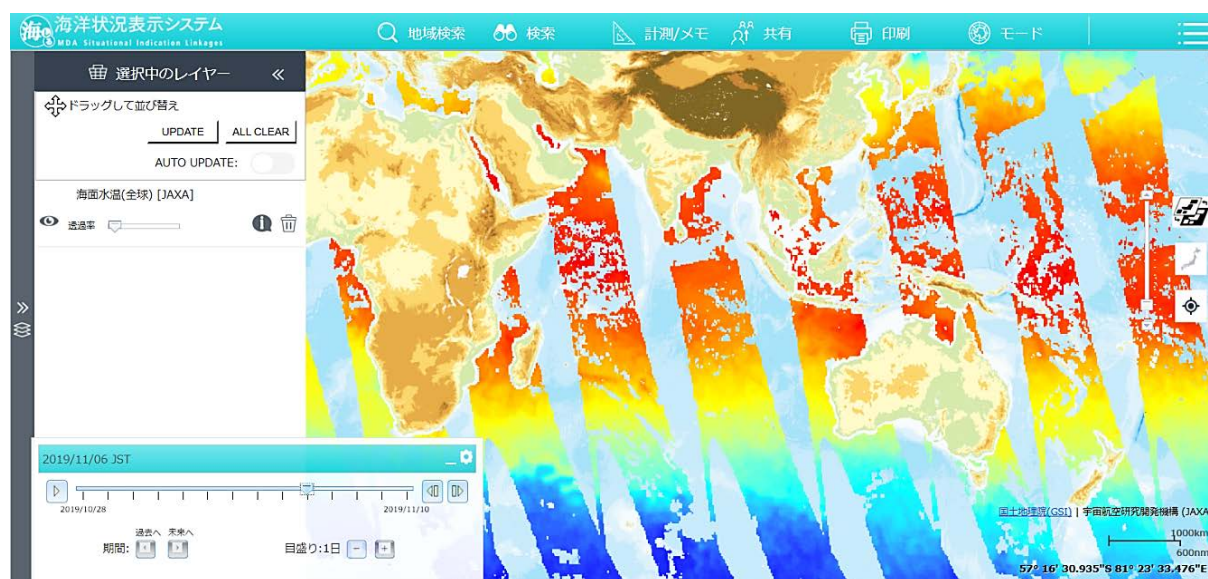 海洋状況表示システム
MDA Situational Indication Linkages
地域検索
検索
計測/メモ
共有
印刷
モード
選択中のレイヤー
ドラッグして並び替え
UPDATE
ALL CLEAR
AUTO UPDATE:
海面水温(全球) [JAXA]
透過率
2019/11/06 JST
2019/10/28
2019/11/10
過去へ 未来へ
期間:
目盛り:1日
国土地理院(GSI) | 宇宙航空研究開発機構 (JAXA
1000km
600nm
57° 16' 30.935"S 81° 23' 33.476"E